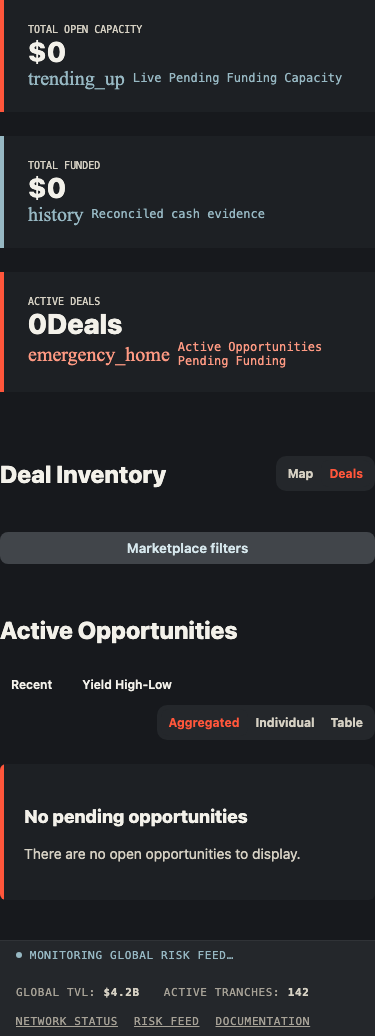 TOTAL OPEN CAPACITY
$0
trending_up Live Pending Funding Capacity
TOTAL FUNDED
$0
history Reconciled cash evidence
ACTIVE DEALS
0Deals
emergency_home Active Opportunities
Pending Funding
Deal Inventory
Map Deals
Marketplace filters
Active Opportunities
Recent Yield High-Low
Aggregated Individual Table
No pending opportunities
There are no open opportunities to display.
MONITORING GLOBAL RISK FEED…
GLOBAL TVL: $4.2B ACTIVE TRANCHES: 142
NETWORK STATUS RISK FEED DOCUMENTATION